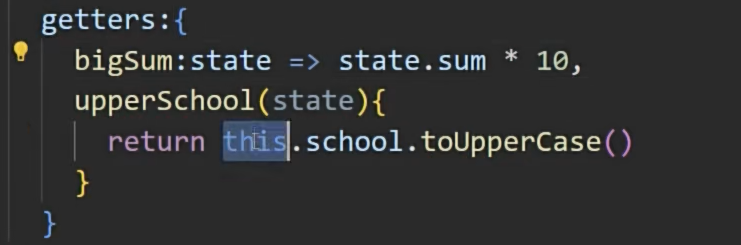 getters:{
bigSum:state => state.sum * 10,
upperSchool(state){
return this.school.toUpperCase()
}
}